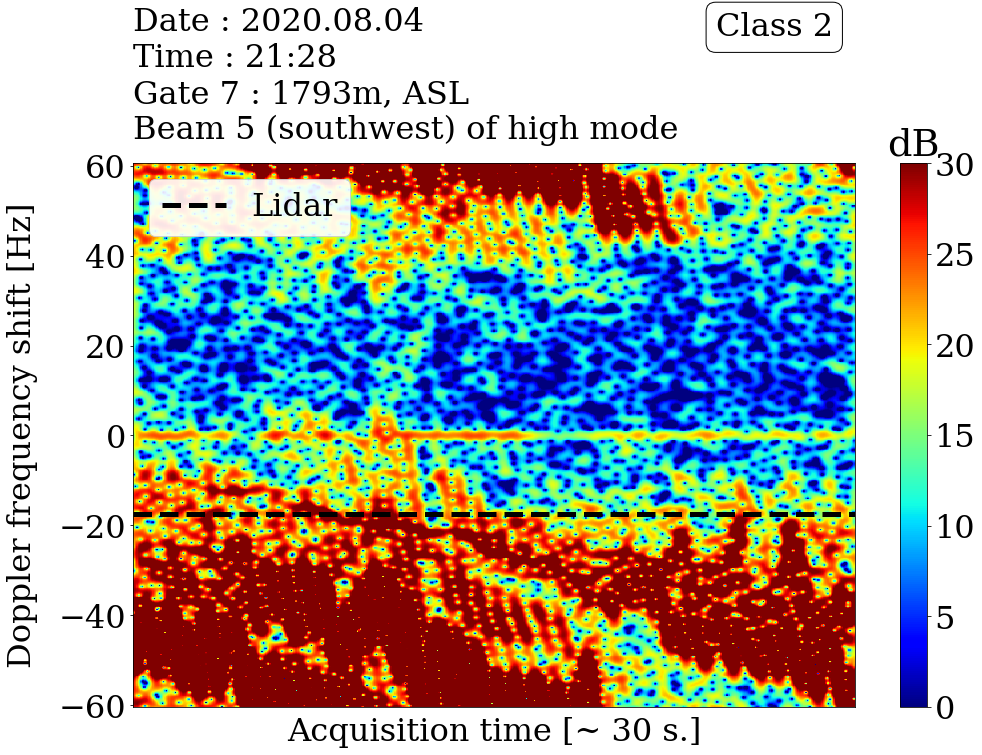 Date : 2020.08.04
Time : 21:28
Gate 7 : 1793m, ASL
Beam 5 (southwest) of high mode
Class 2
dB
60
40
20
0
−20
−40
−60
Lidar
30
25
20
15
10
5
0
Doppler frequency shift [Hz]
Acquisition time [~ 30 s.]